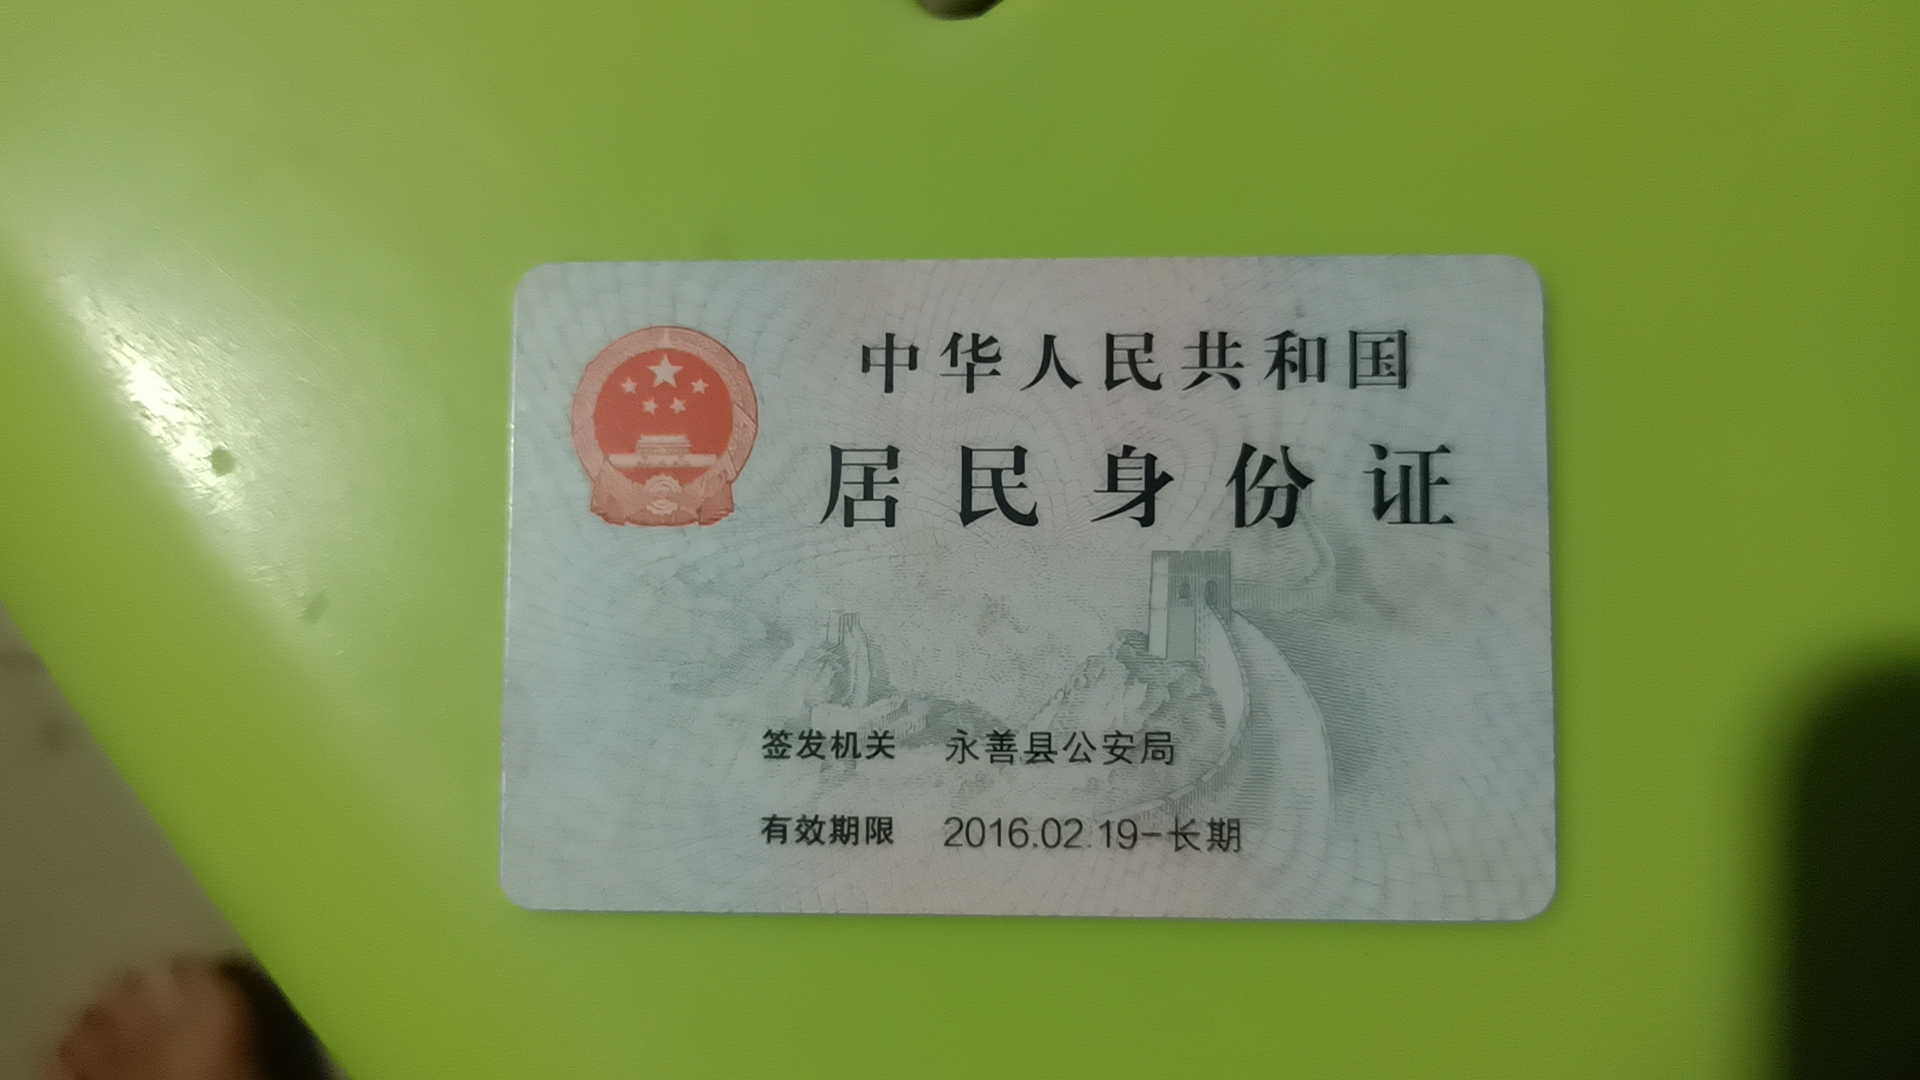 中华人民共和国
居民身份证
签发机关 永善县公安局
有效期限 2016.02.19-长期